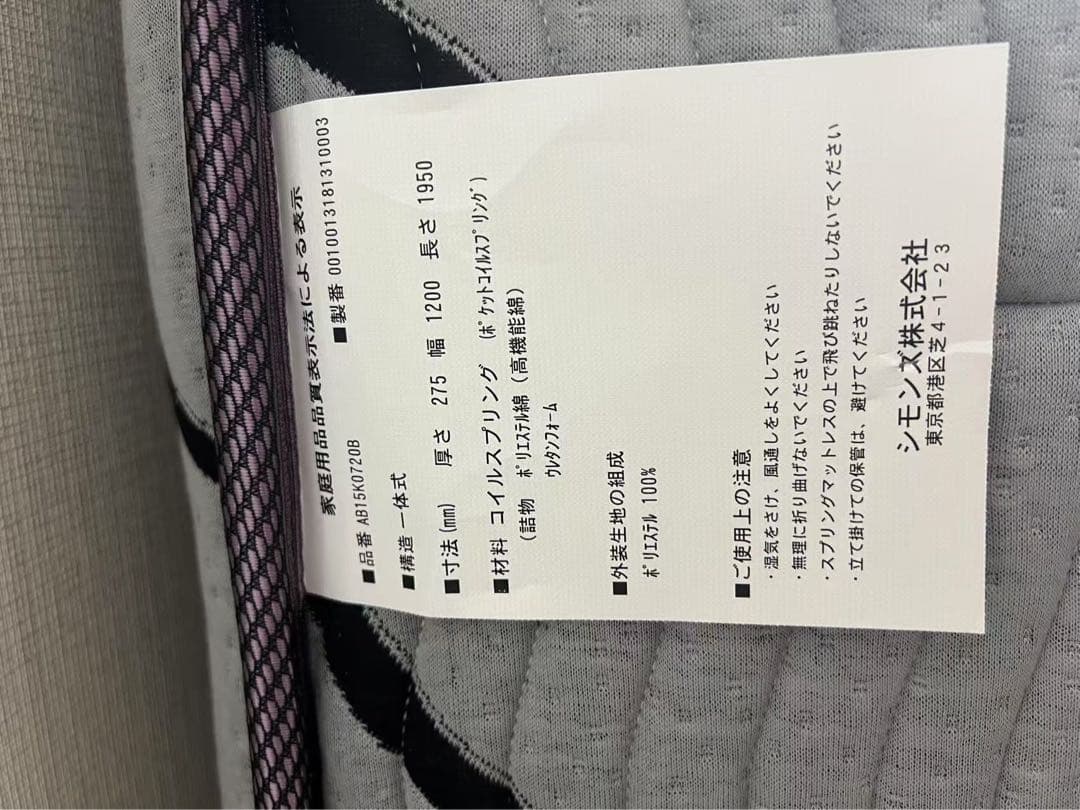 家庭用品品質表示法による表示
■品番 AB15K0720B ■製番 0010013181310003
■構造 一体式
■寸法(mm) 厚さ 275 幅 1200 長さ 1950
■材料 コイルスプリング (ﾎﾟｹｯﾄｺｲﾙｽﾌﾟﾘﾝｸﾞ)
(詰物 ﾎﾟﾘｴｽﾃﾙ綿(高機能綿)
ｳﾚﾀﾝﾌｫｰﾑ
■外装生地の組成
ﾎﾟﾘｴｽﾃﾙ 100%
■ご使用上の注意
・湿気をさけ、風通しをよくしてください
・無理に折り曲げないでください
・スプリングマットレスの上で飛び跳ねたりしないでください
・立て掛けての保管は、避けてください
シモンズ株式会社
東京都港区芝4-1-23